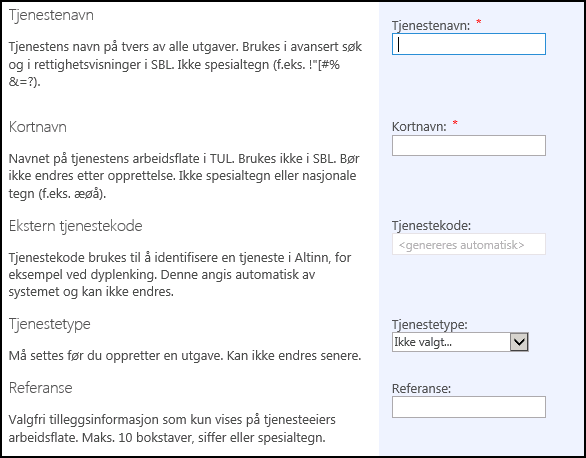 Tjenestenavn
Tjenestenavn: *
Tjenestens navn på tvers av alle utgaver. Brukes i avansert søk
og i rettighetsvisninger i SBL. Ikke spesialtegn (f.eks. !"[#%
&=?).
Kortnavn
Kortnavn: *
Navnet på tjenestens arbeidsflate i TUL. Brukes ikke i SBL. Bør
ikke endres etter opprettelse. Ikke spesialtegn eller nasjonale
tegn (f.eks. æøå).
Ekstern tjenestekode
Tjenestekode:
Tjenestekode brukes til å identifisere en tjeneste i Altinn, for
eksempel ved dyplenking. Denne angis automatisk av
systemet og kan ikke endres.
<genereres automatisk>
Tjenestetype
Tjenestetype:
Må settes før du oppretter en utgave. Kan ikke endres senere.
Ikke valgt...
Referanse
Referanse:
Valgfri tilleggsinformasjon som kun vises på tjenesteeiers
arbeidsflate. Maks. 10 bokstaver, siffer eller spesialtegn.